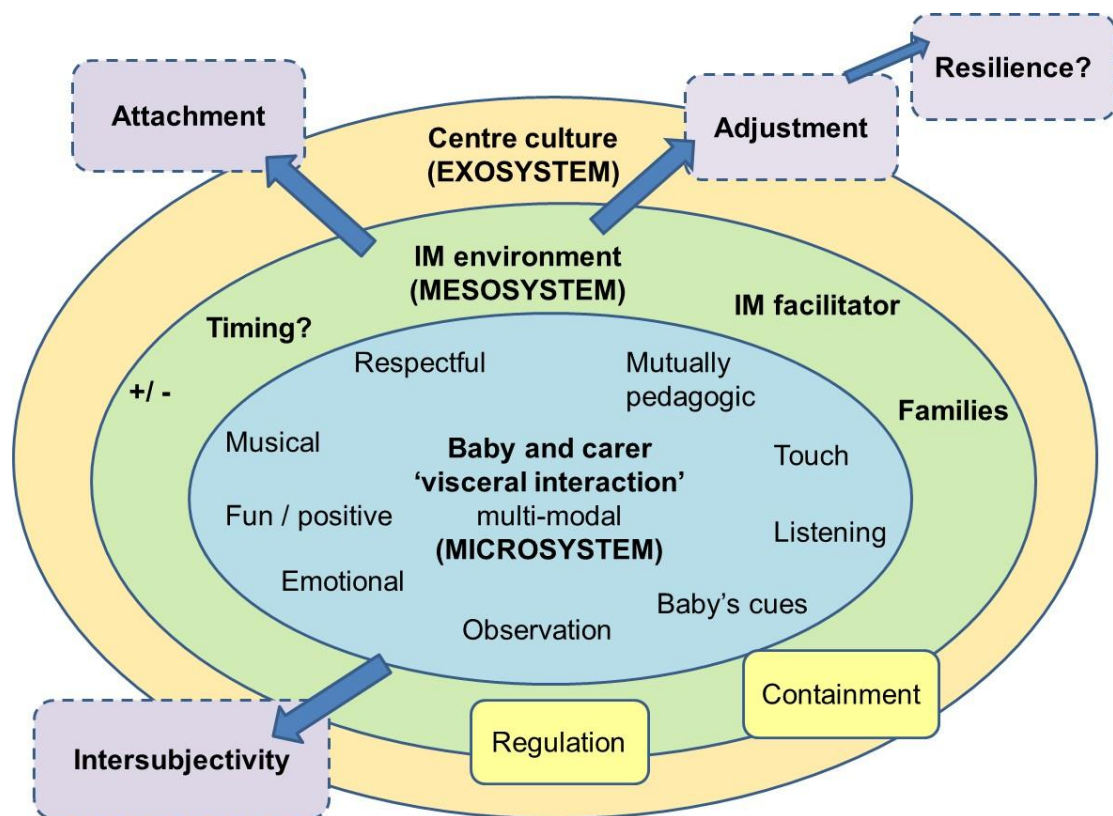 Resilience?
Attachment
Adjustment
Centre culture
(EXOSYSTEM)
IM environment
(MESOSYSTEM)
Timing?
IM facilitator
+/ -
Families
Respectful
Mutually
pedagogic
Musical
Baby and carer
‘visceral interaction’
multi-modal
(MICROSYSTEM)
Touch
Fun / positive
Listening
Emotional
Baby’s cues
Observation
Containment
Regulation
Intersubjectivity